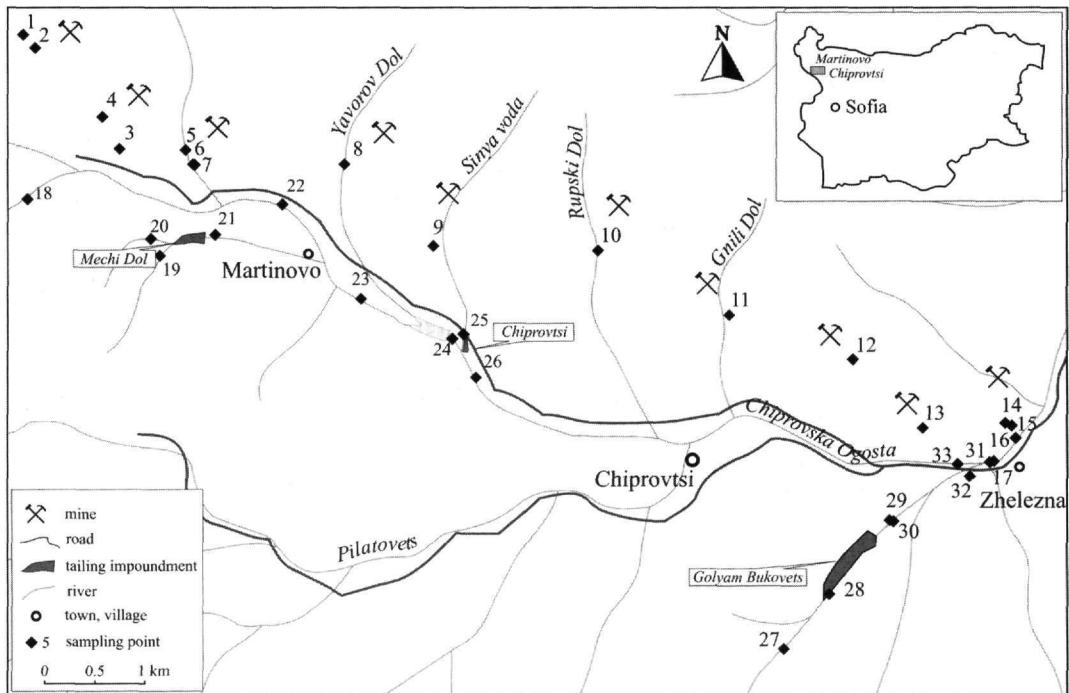 1
2
4
3
5
6
7
8
9
10
11
12
13
14
15
16
17
18
19
20
21
22
23
24
25
26
27
28
29
30
31
32
33
Yavorov Dol
Sinya voda
Rupski Dol
Gnili Dol
N
Martinovo
Chiprovtsi
Sofia
Mechi Dol
Martinovo
Chiprovtsi
Chiprovska Ogosta
Chiprovtsi
Zhelezna
Pilatovets
Golyam Bukovets
mine
road
tailing impoundment
river
town, village
5 sampling point
0 0.5 1 km